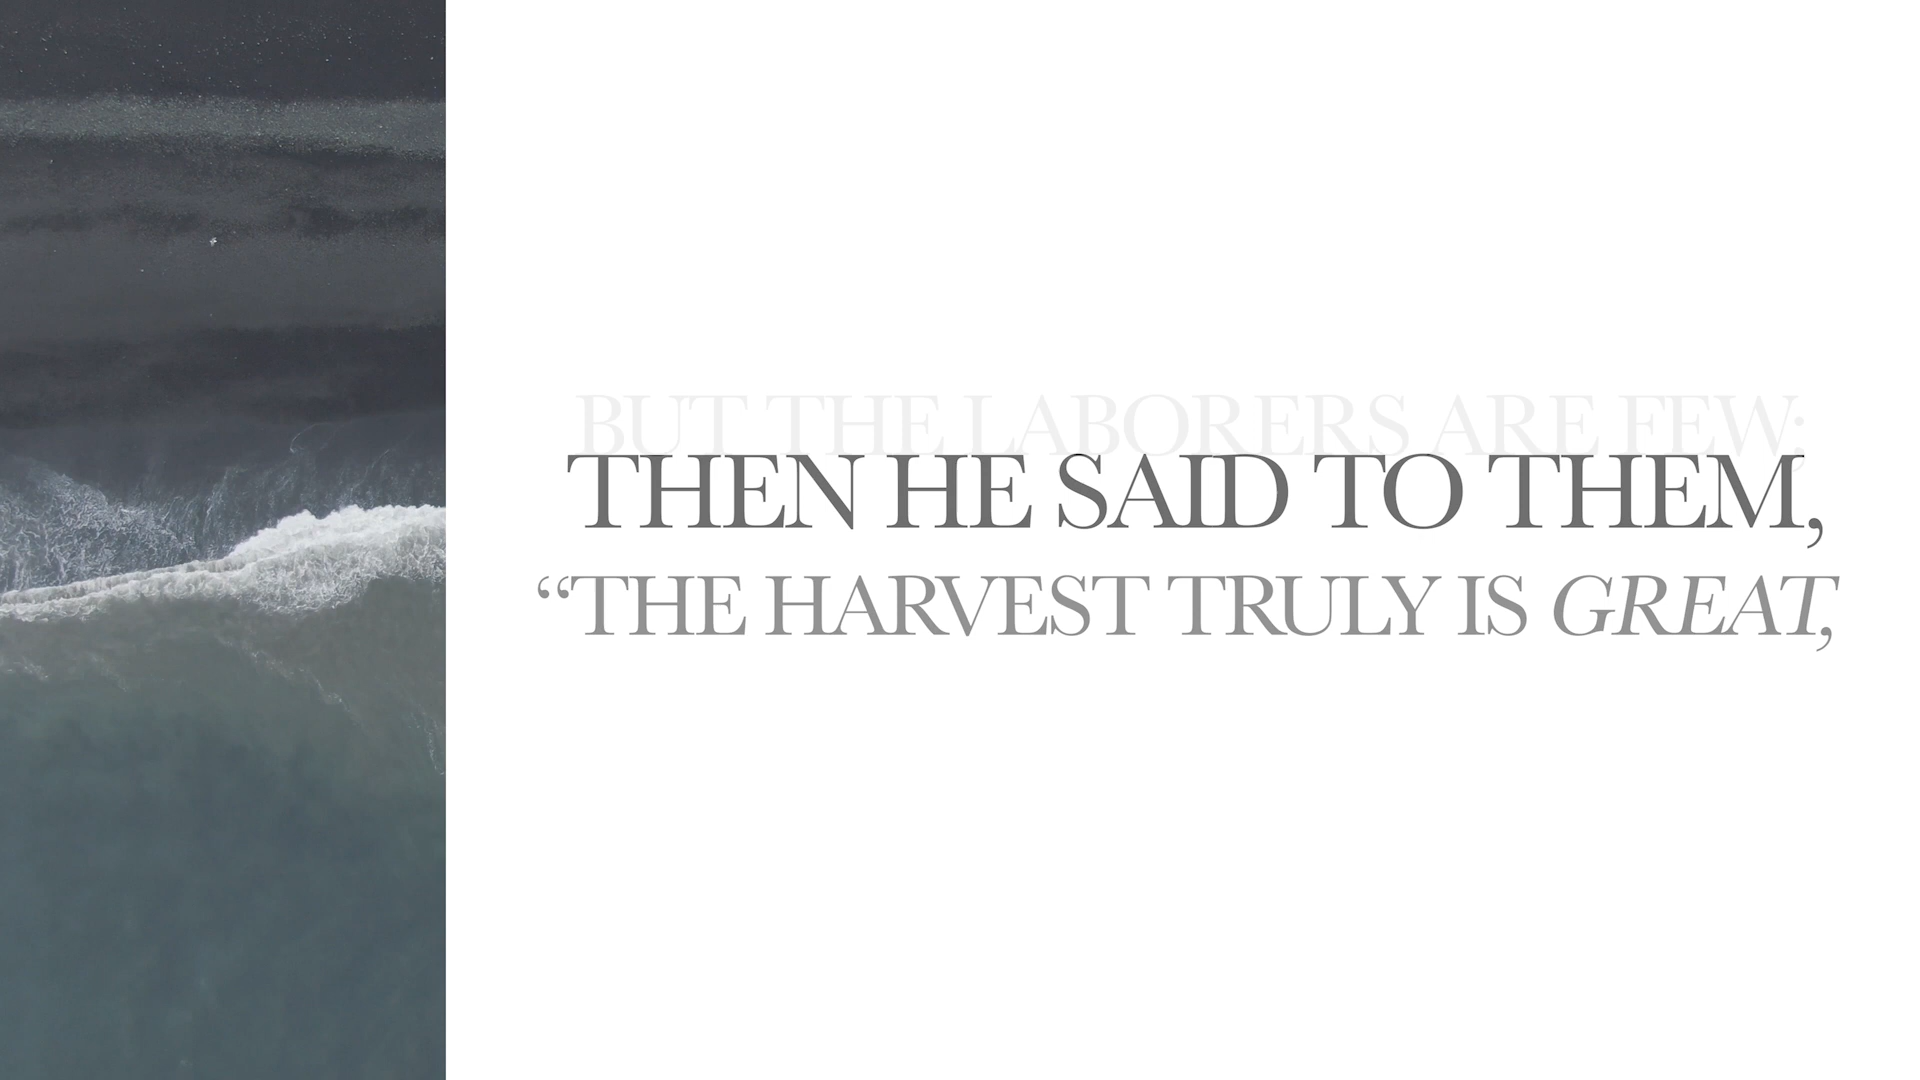 BUT THE LABORERS ARE FEW;
THEN HE SAID TO THEM,
“THE HARVEST TRULY IS GREAT,